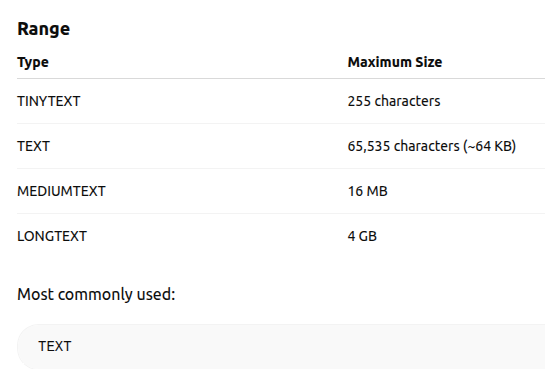 Range
Type Maximum Size
TINYTEXT 255 characters
TEXT 65,535 characters (~64 KB)
MEDIUMTEXT 16 MB
LONGTEXT 4 GB
Most commonly used:
TEXT